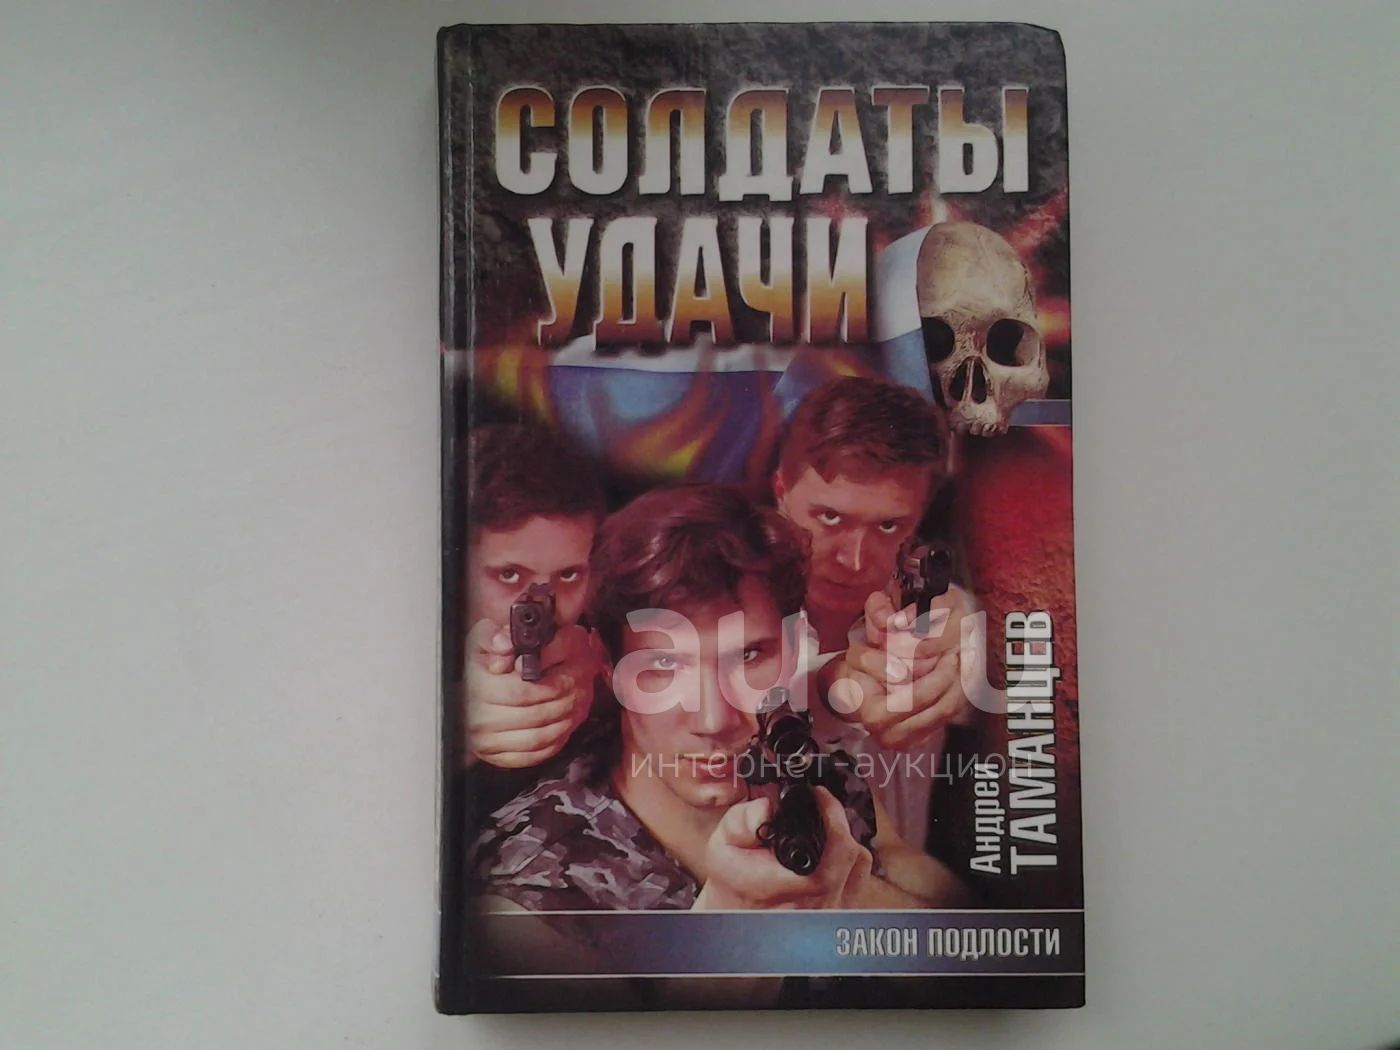 СОЛДАТЫ
УДАЧИ
Андрей
ТАМАНЦЕВ
au.ru
интернет-аукцион
ЗАКОН ПОДЛОСТИ